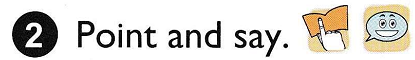 2 Point and say.